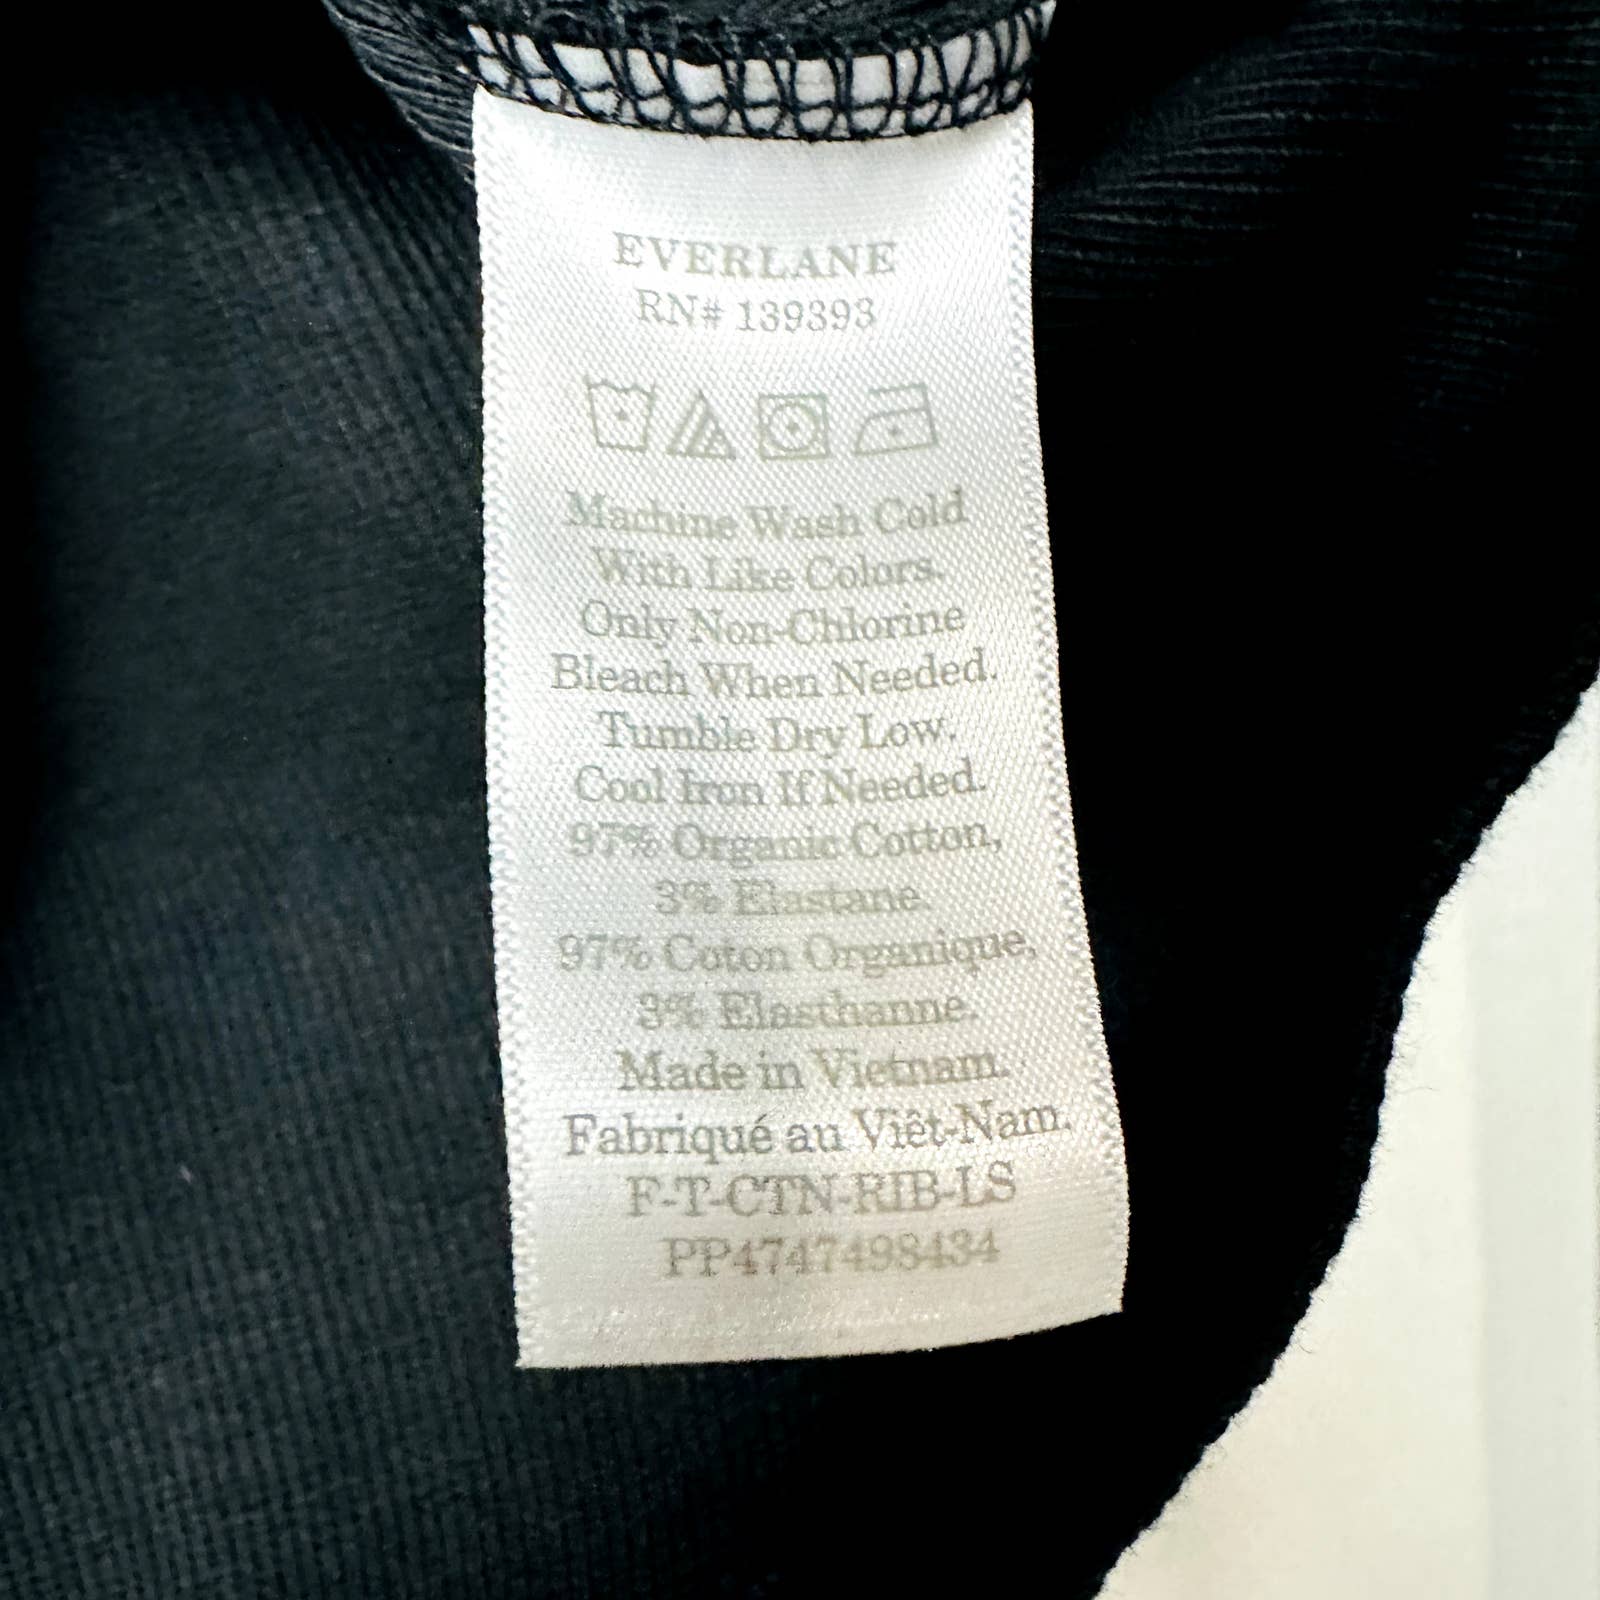 EVERLANE
RN# 139393
Machine Wash Cold
With Like Colors.
Only Non-Chlorine
Bleach When Needed.
Tumble Dry Low.
Cool Iron If Needed.
97% Organic Cotton,
3% Elastane.
97% Coton Organique,
3% Elasthanne.
Made in Vietnam.
Fabriqué au Viêt-Nam.
F-T-CTN-RIB-LS
PP4747498434